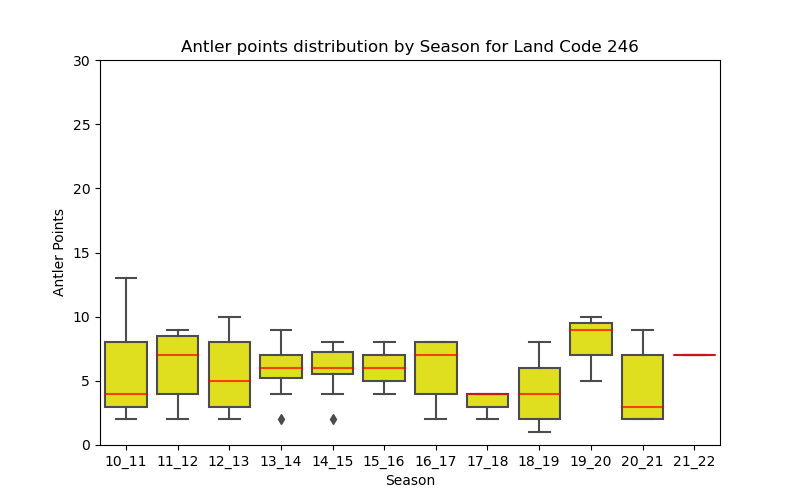 Antler points distribution by Season for Land Code 246
30
25
20
15
10
5
0
Antler Points
10_11 11_12 12_13 13_14 14_15 15_16 16_17 17_18 18_19 19_20 20_21 21_22
Season